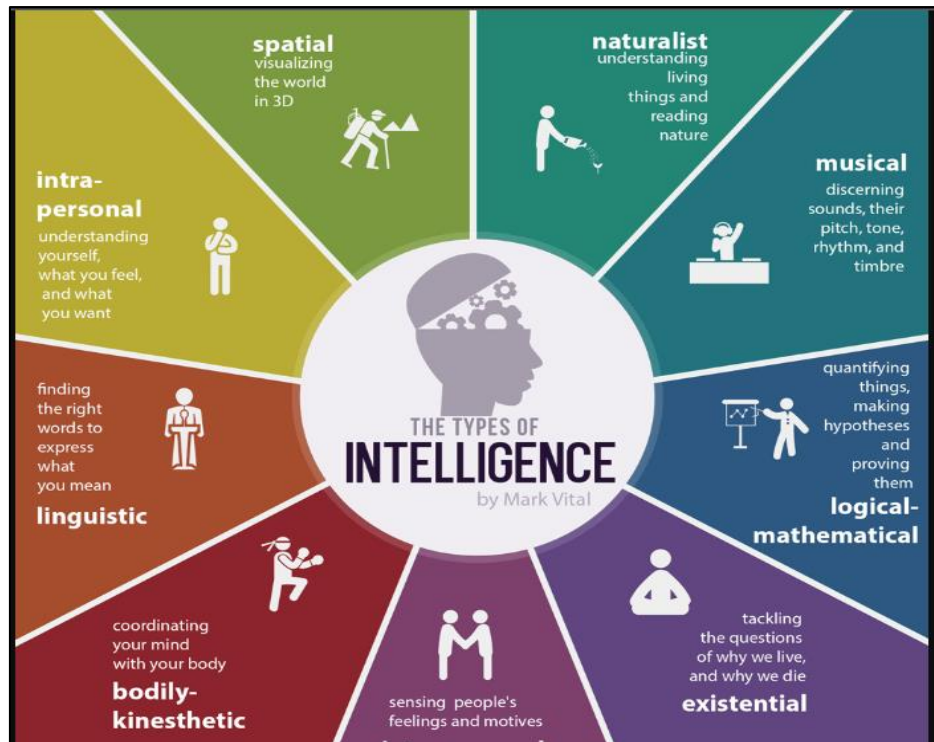 spatial
visualizing
the world
in 3D
naturalist
understanding
living
things and
reading
nature
musical
discerning
sounds, their
pitch, tone,
rhythm, and
timbre
quantifying
things,
making
hypotheses
and
proving
them
logical-
mathematical
tackling
the questions
of why we live,
and why we die
existential
sensing people's
feelings and motives
coordinating
your mind
with your body
bodily-
kinesthetic
finding
the right
words to
express
what
you mean
linguistic
intra-
personal
understanding
yourself,
what you feel,
and what
you want
THE TYPES OF
INTELLIGENCE
by Mark Vital